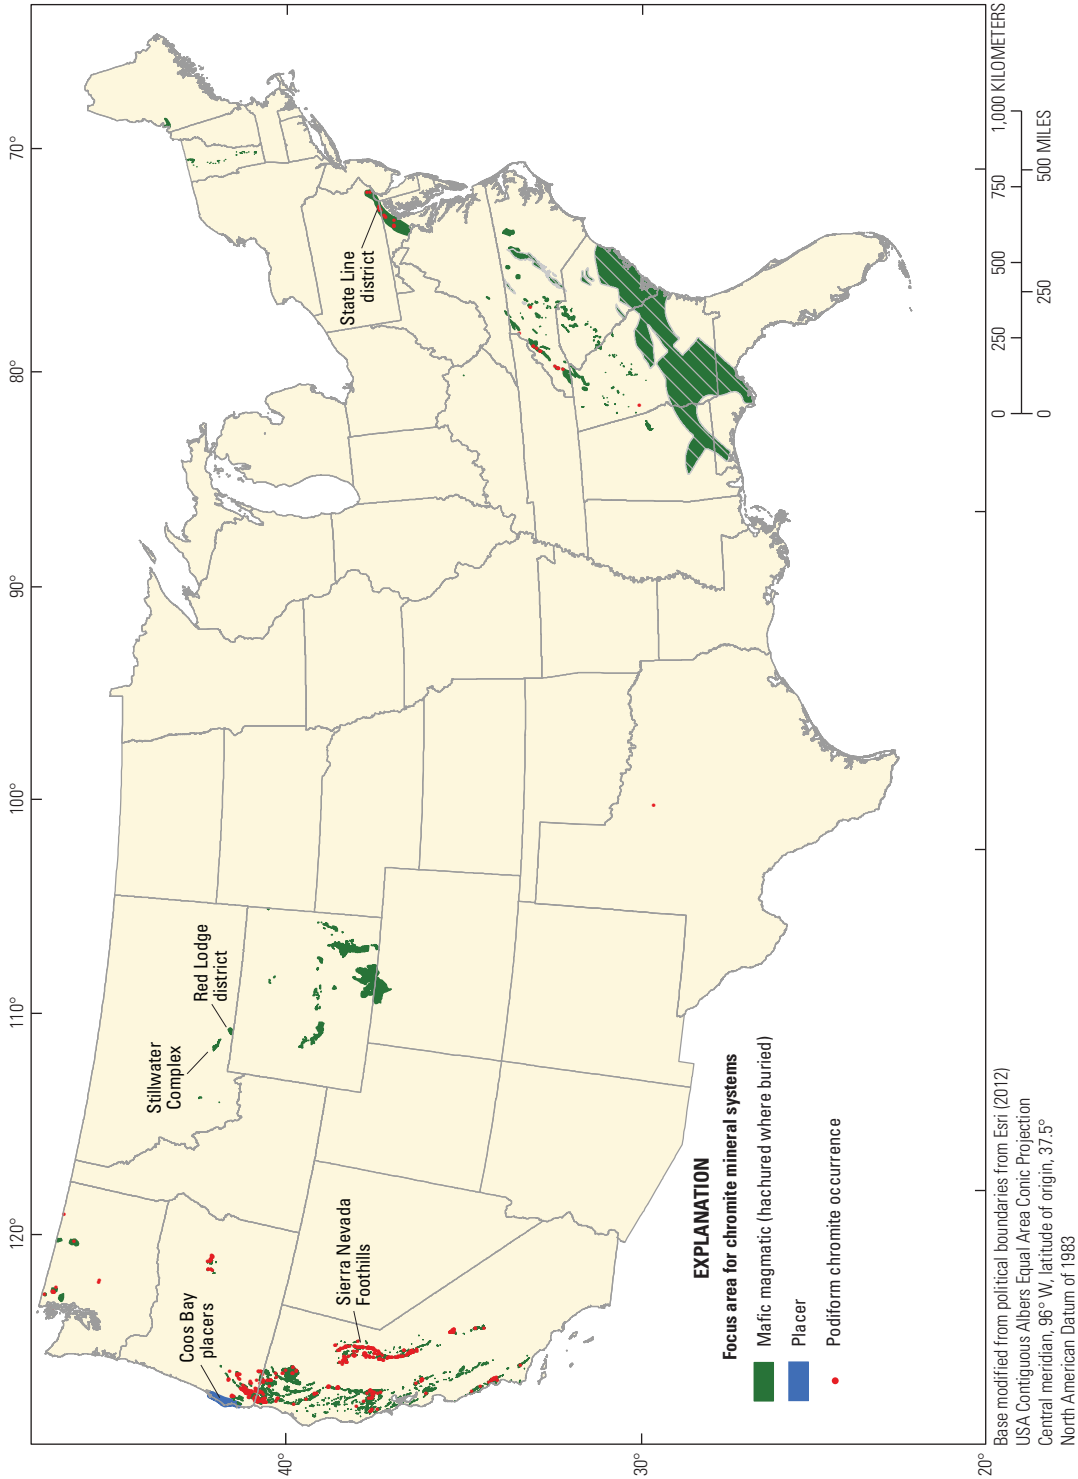 120°
110°
100°
90°
80°
70°
40°
30°
20°
Coos Bay
placers
Sierra Nevada
Foothills
Stillwater
Complex
Red Lodge
district
State Line
district
EXPLANATION
Focus area for chromite mineral systems
Mafic magmatic (hachured where buried)
Placer
Podiform chromite occurrence
Base modified from political boundaries from Esri (2012)
USA Contiguous Albers Equal Area Conic Projection
Central meridian, 96° W, latitude of origin, 37.5°
North American Datum of 1983
0 250 500 750 1,000 KILOMETERS
0 250 500 MILES